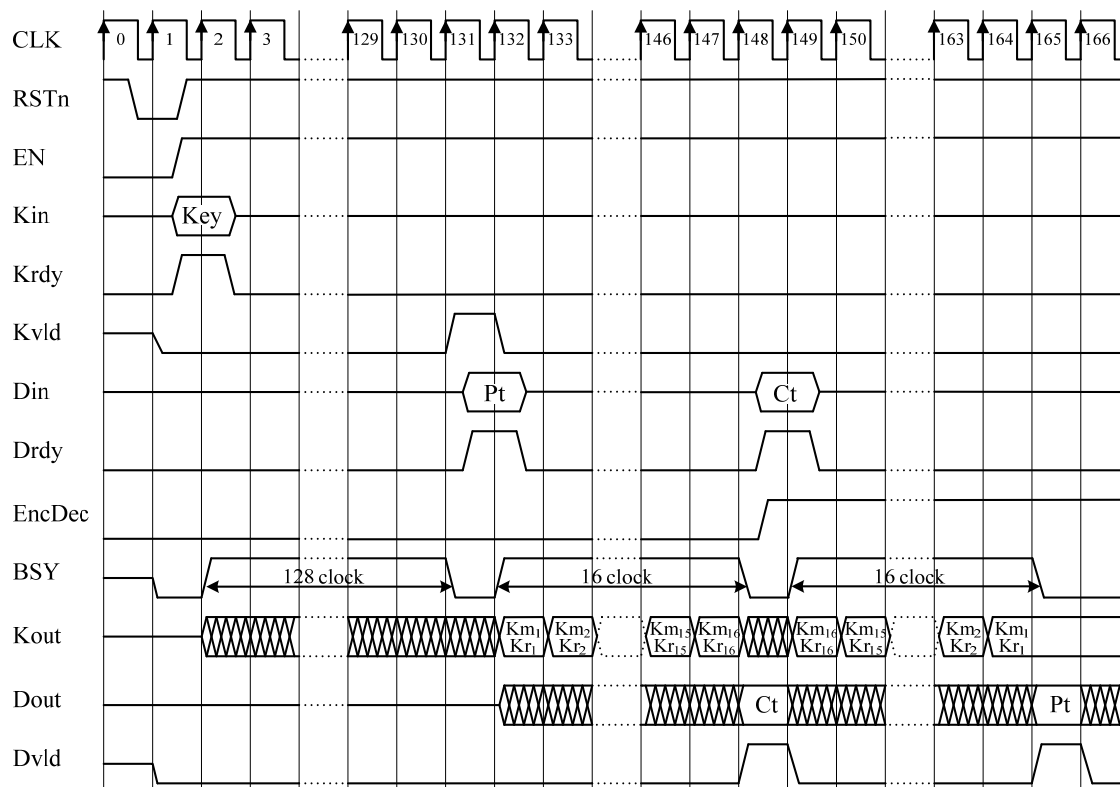 CLK 0 1 2 3 129 130 131 132 133 146 147 148 149 150 163 164 165 166
RSTn
EN
Kin Key
Krdy
Kvld
Din Pt Ct
Drdy
EncDec
BSY 128 clock 16 clock 16 clock
Kout Km1 Km2 Km15 Km16 Km16 Km15 Km2 Km1
Kr1 Kr2 Kr15 Kr16 Kr16 Kr15 Kr2 Kr1
Dout Ct Pt
Dvld